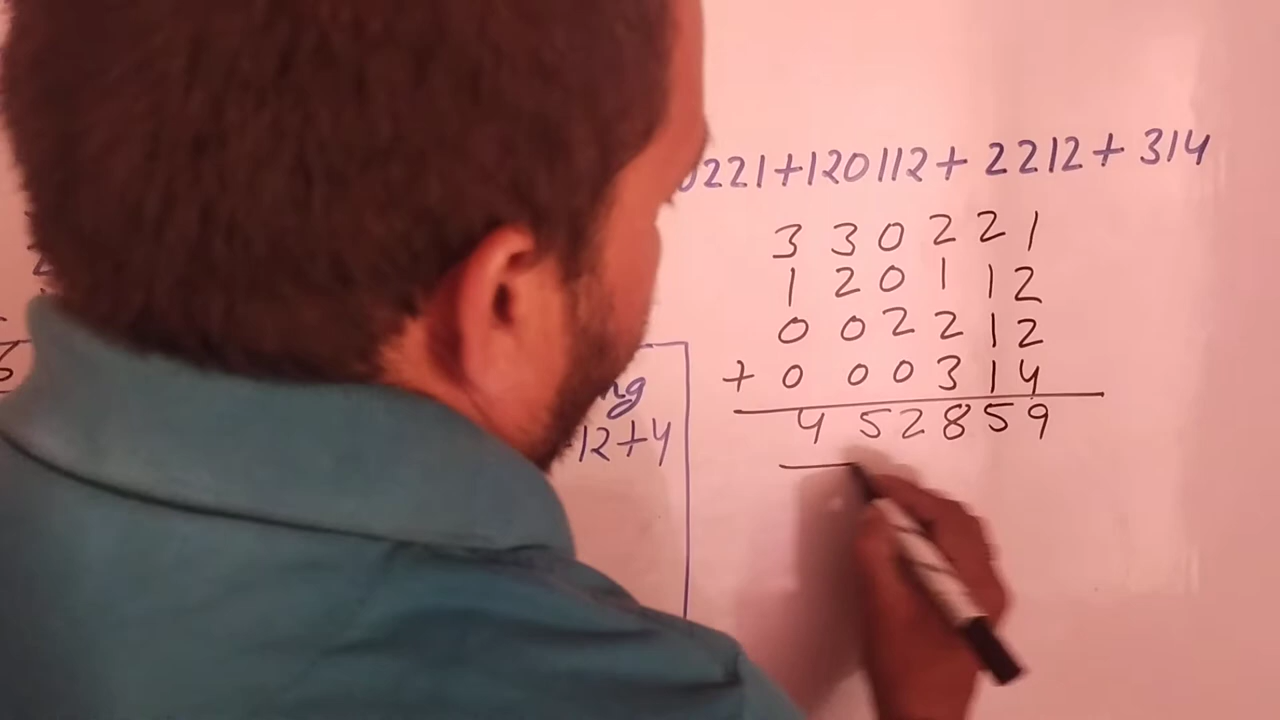 0221+120112+2212+314
3 3 0 2 2 1
1 2 0 1 1 2
0 0 2 2 1 2
+ 0 0 0 3 1 4
4 5 2 8 5 9
ng
12+4